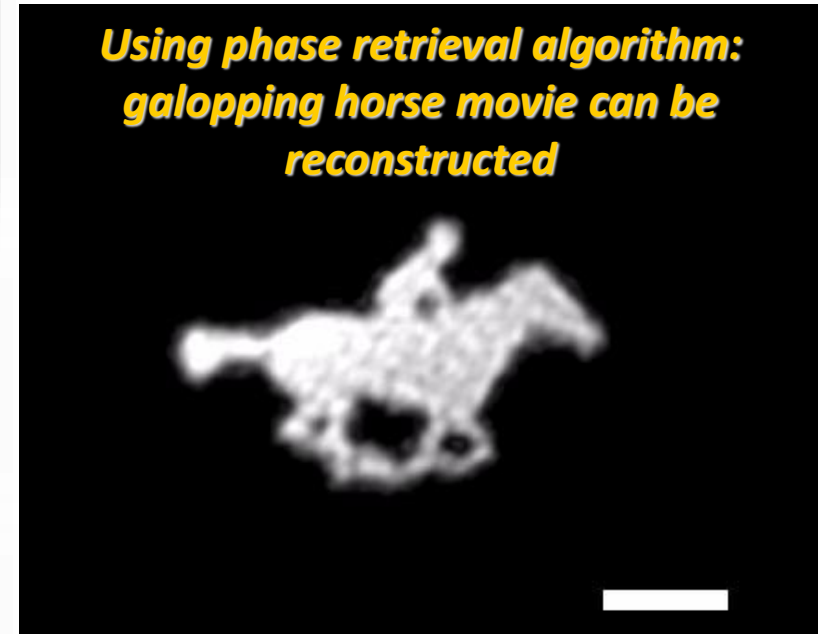 Using phase retrieval algorithm:
galopping horse movie can be
reconstructed